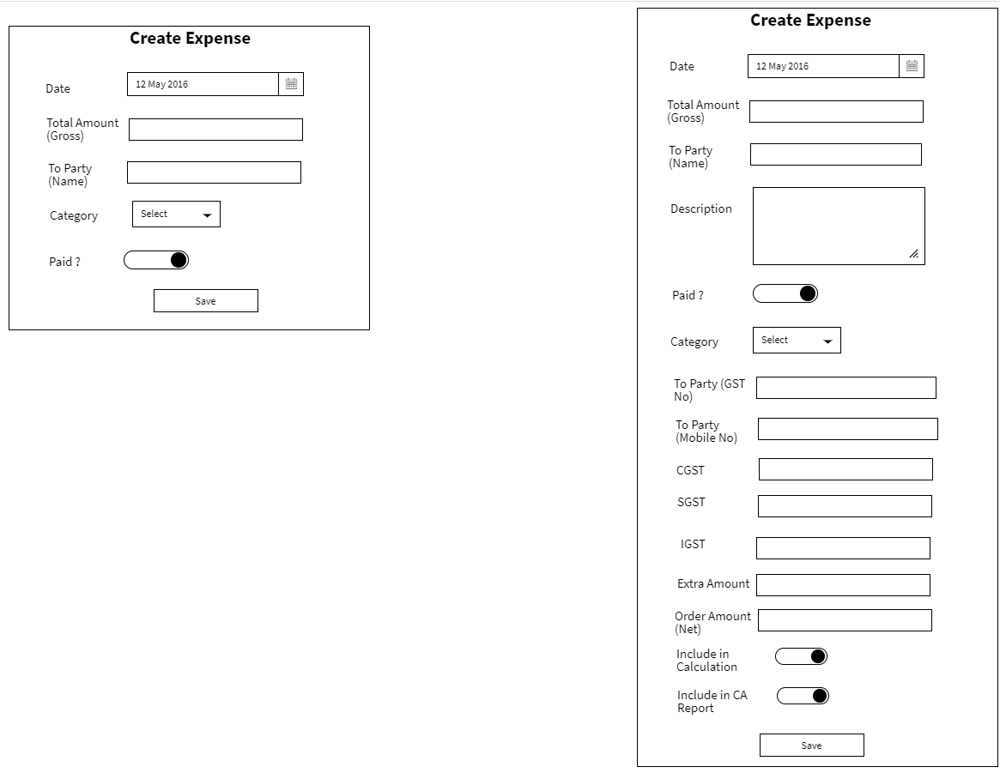 Create Expense
Date
12 May 2016
Total Amount
(Gross)
To Party
(Name)
Category
Select
Paid ?
Save
Create Expense
Date
12 May 2016
Total Amount
(Gross)
To Party
(Name)
Description
Paid ?
Category
Select
To Party (GST
No)
To Party
(Mobile No)
CGST
SGST
IGST
Extra Amount
Order Amount
(Net)
Include in
Calculation
Include in CA
Report
Save